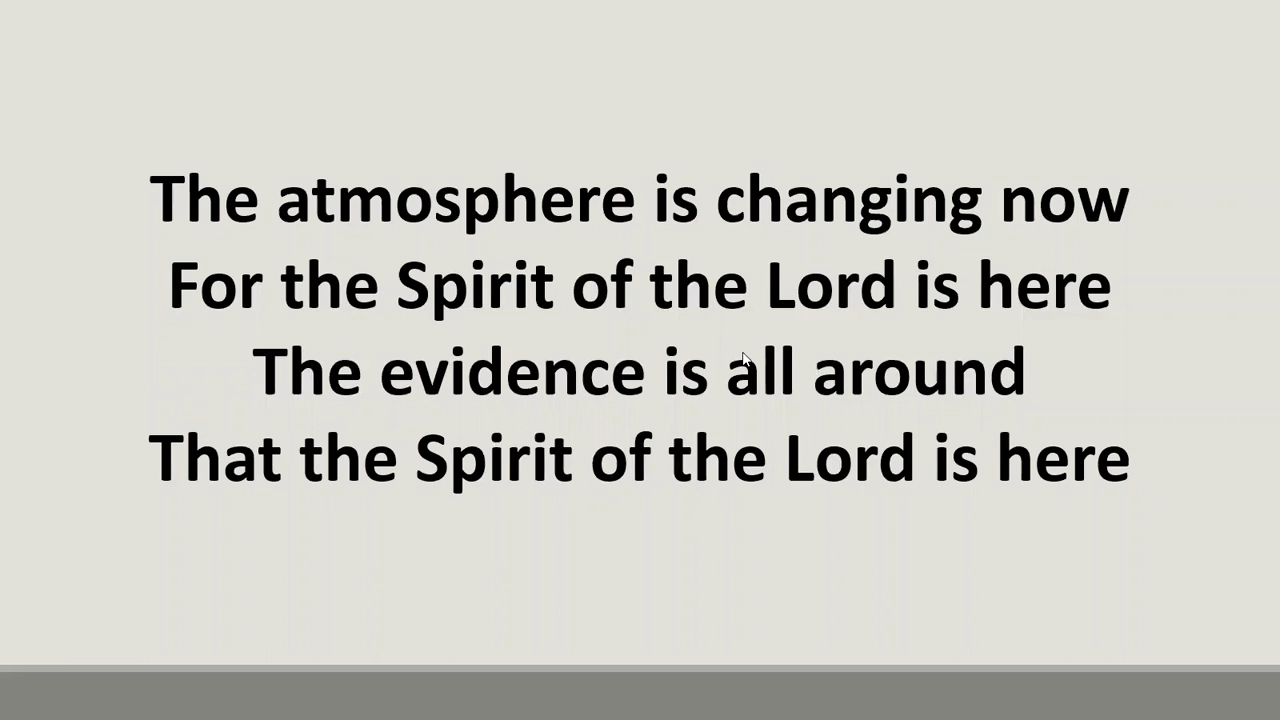 The atmosphere is changing now
For the Spirit of the Lord is here
The evidence is all around
That the Spirit of the Lord is here